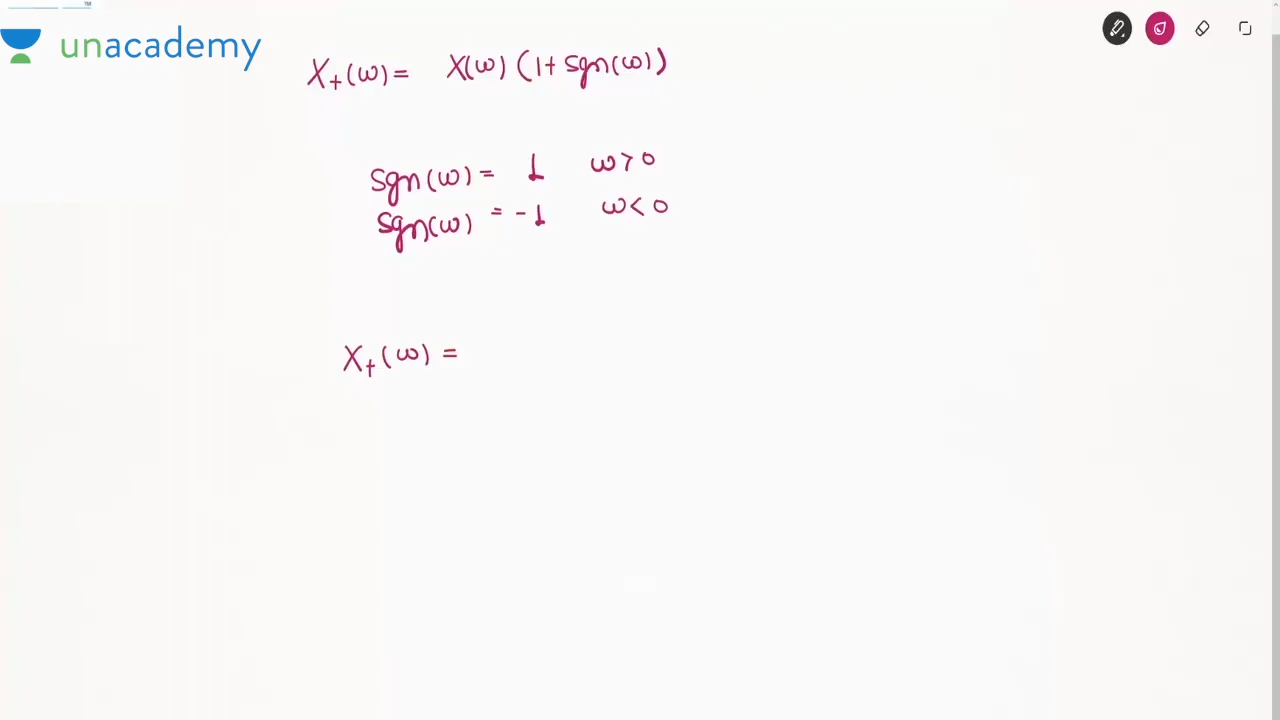 unacademy
X₊(ω) = X(ω) (1 + sgn(ω))
sgn(ω) = 1 ω > 0
sgn(ω) = -1 ω < 0
X₊(ω) =